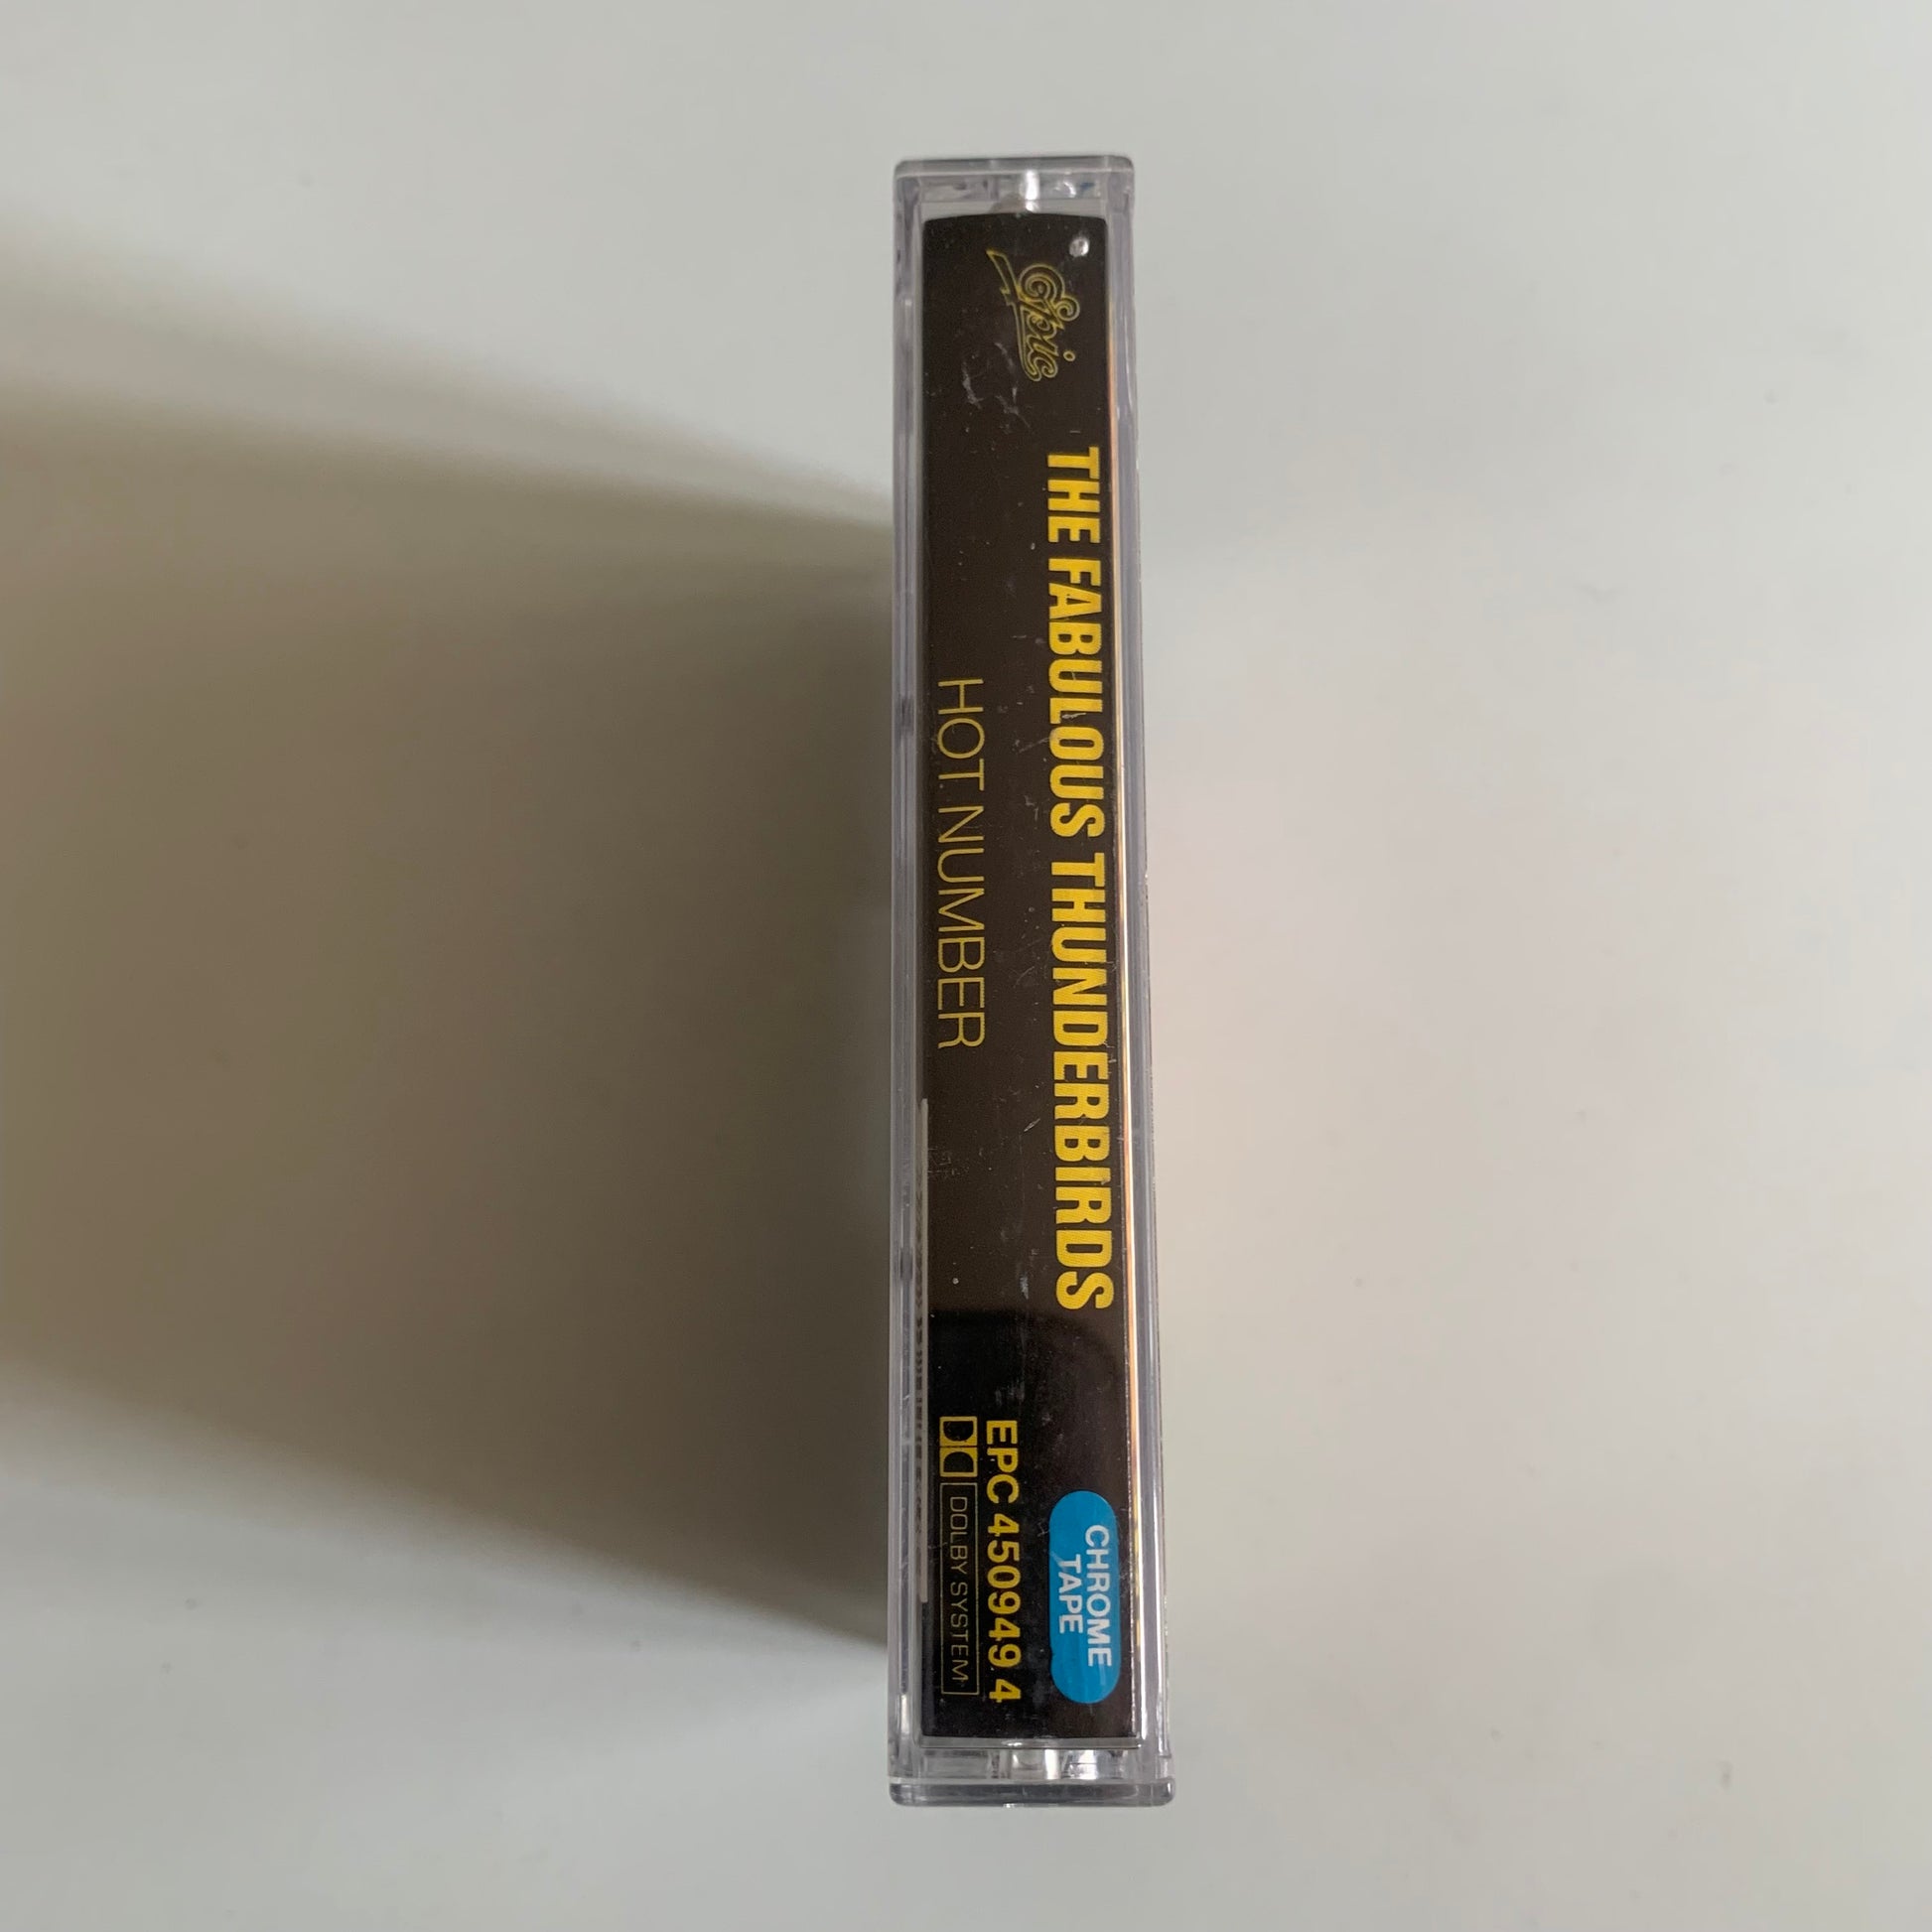 Epic
THE FABULOUS THUNDERBIRDS
HOT NUMBER
CHROME
TAPE
EPC 450949 4
DOLBY SYSTEM